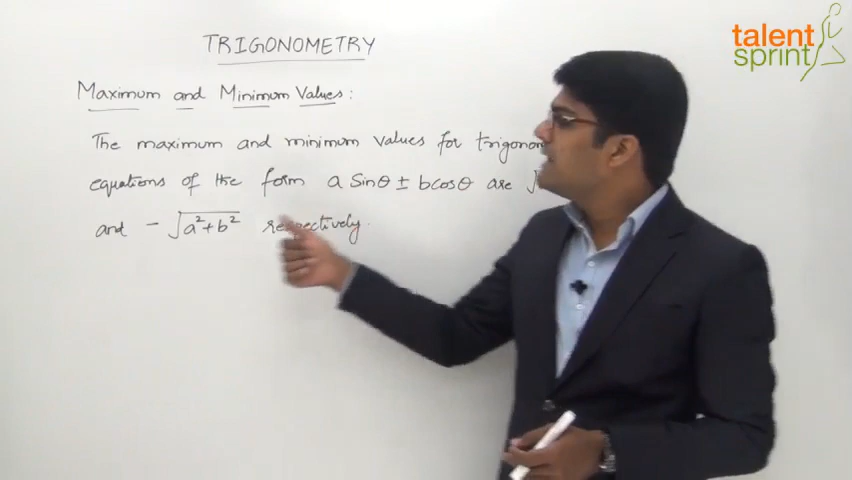 TRIGONOMETRY
talent
sprint
Maximum and Minimum Values:
The maximum and minimum values for
equations of the form a Sinθ ± bcosθ are
and - √a²+b² respectively.